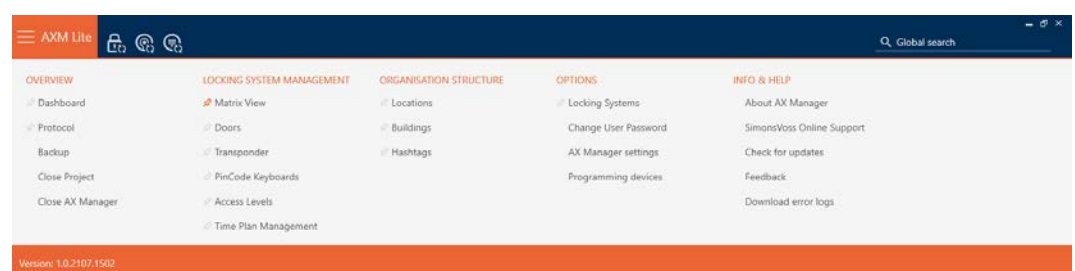 AXM Lite
Global search
OVERVIEW
Dashboard
Protocol
Backup
Close Project
Close AX Manager
LOCKING SYSTEM MANAGEMENT
Matrix View
Doors
Transponder
PinCode Keyboards
Access Levels
Time Plan Management
ORGANISATION STRUCTURE
Locations
Buildings
Hashtags
OPTIONS
Locking Systems
Change User Password
AX Manager settings
Programming devices
INFO & HELP
About AX Manager
SimonsVoss Online Support
Check for updates
Feedback
Download error logs
Version: 1.0.2107.1502